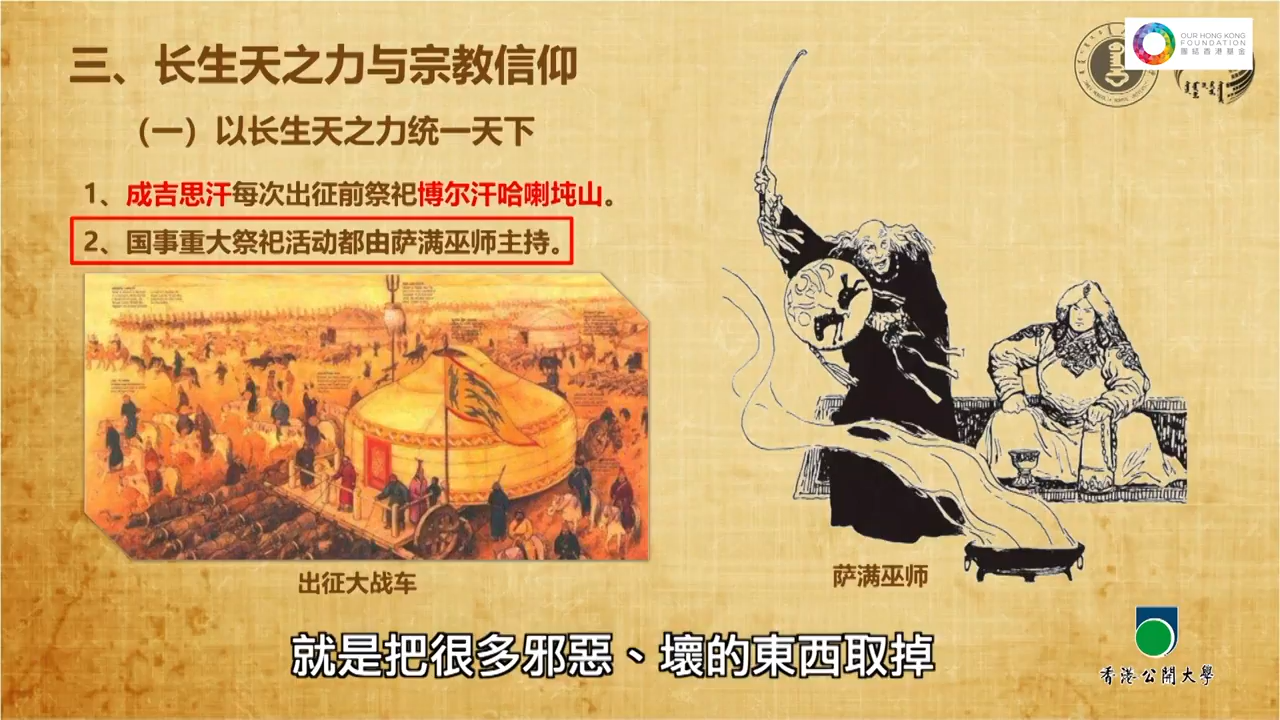 三、长生天之力与宗教信仰
OUR HONG KONG
FOUNDATION
團結香港基金
（一）以长生天之力统一天下
1、成吉思汗每次出征前祭祀博尔汗哈喇坉山。
2、国事重大祭祀活动都由萨满巫师主持。
出征大战车
萨满巫师
就是把很多邪惡、壞的東西取掉
香港公開大學